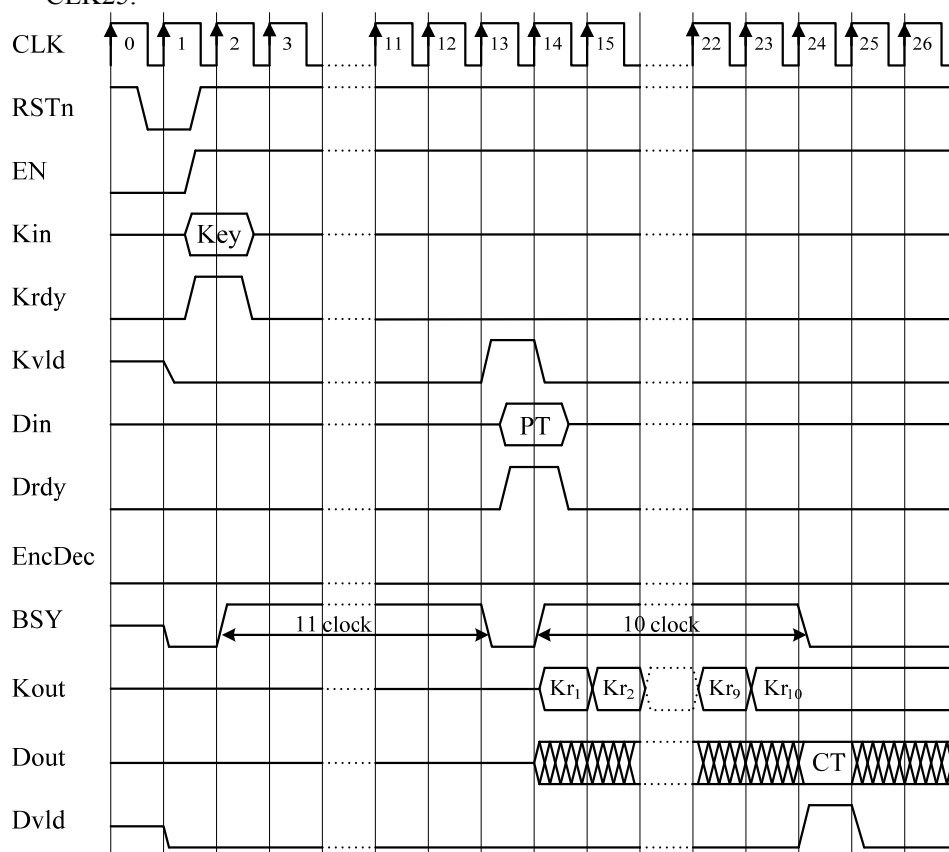 CLK25.
CLK 0 1 2 3 11 12 13 14 15 22 23 24 25 26
RSTn
EN
Kin Key
Krdy
Kvld
Din PT
Drdy
EncDec
BSY 11 clock 10 clock
Kout Kr1 Kr2 Kr9 Kr10
Dout CT
Dvld